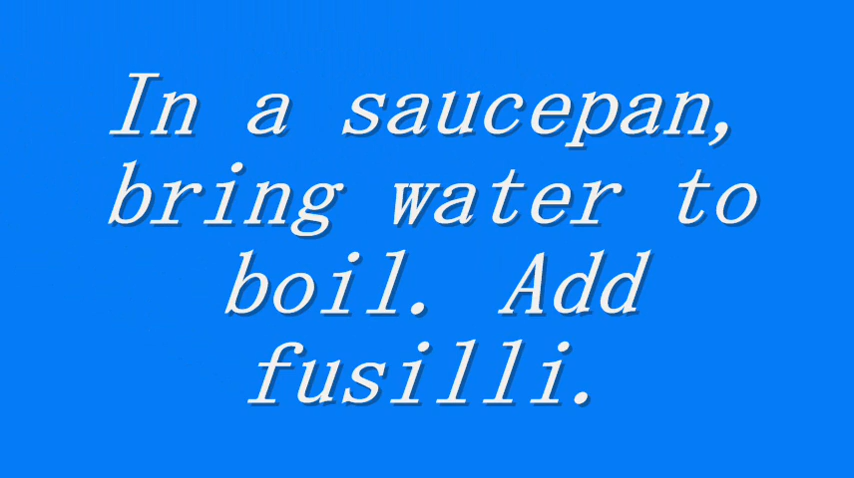 In a saucepan,
bring water to
boil. Add
fusilli.